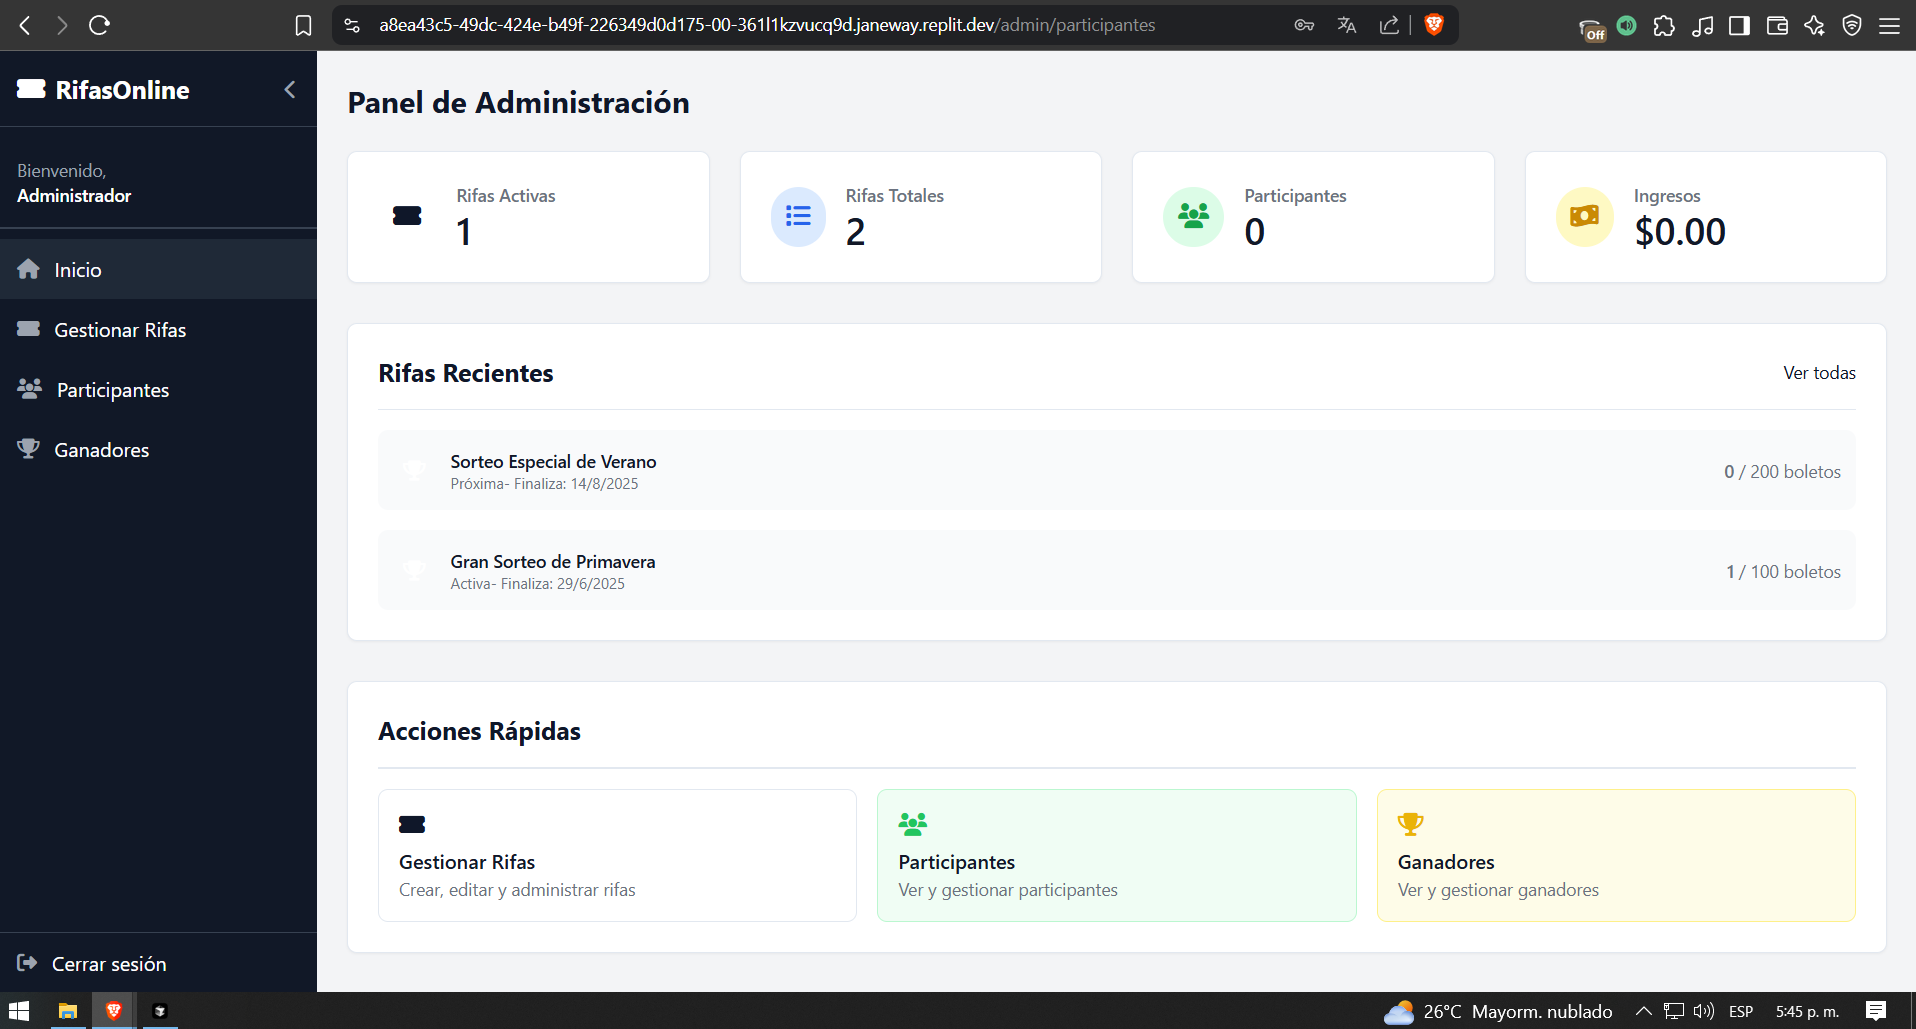 a8ea43c5-49dc-424e-b49f-226349d0d175-00-361l1kzvucq9d.janeway.replit.dev/admin/participantes
Off
RifasOnline
Bienvenido,
Administrador
Inicio
Gestionar Rifas
Participantes
Ganadores
Cerrar sesión
Panel de Administración
Rifas Activas
1
Rifas Totales
2
Participantes
0
Ingresos
$0.00
Rifas Recientes
Ver todas
Sorteo Especial de Verano
Próxima- Finaliza: 14/8/2025
0 / 200 boletos
Gran Sorteo de Primavera
Activa- Finaliza: 29/6/2025
1 / 100 boletos
Acciones Rápidas
Gestionar Rifas
Crear, editar y administrar rifas
Participantes
Ver y gestionar participantes
Ganadores
Ver y gestionar ganadores
26°C Mayorm. nublado
ESP
5:45 p. m.